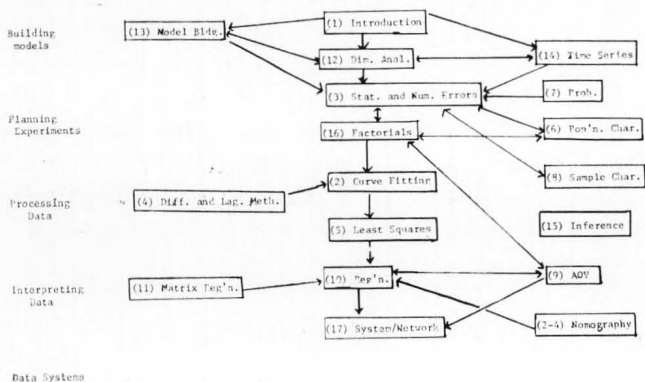 Building
models
(13) Model Bldg.
(1) Introduction
(12) Dim. Anal.
(14) Time Series
(3) Stat. and Num. Errors
(7) Prob.
Planning
Experiments
(16) Factorials
(6) Pop'n. Char.
(2) Curve Fitting
(8) Sample Char.
(4) Diff. and Lag. Meth.
Processing
Data
(5) Least Squares
(15) Inference
Interpreting
Data
(11) Matrix Reg'n.
(10) Reg'n.
(9) AOV
(17) System/Network
(2-4) Nomography
Data Systems